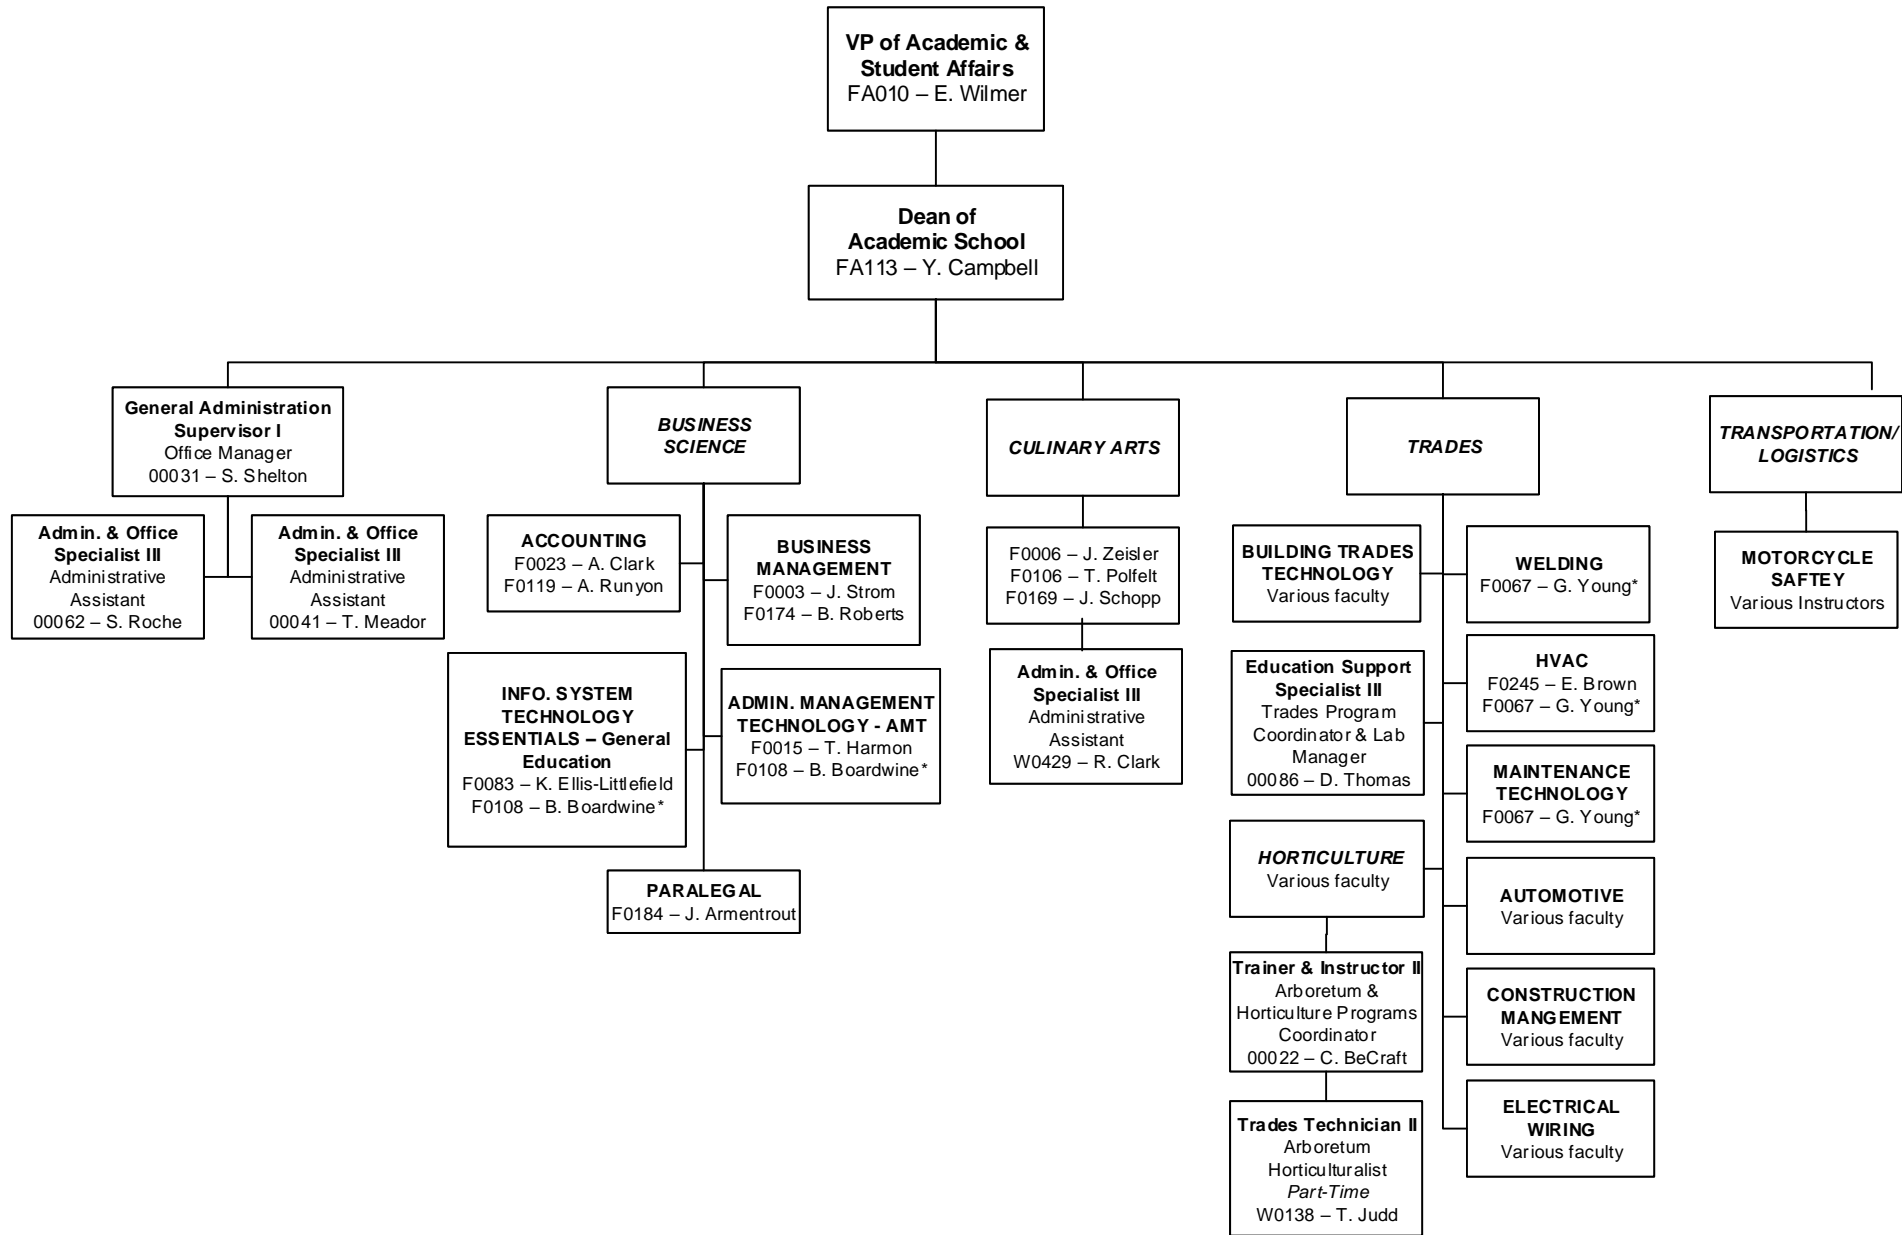 VP of Academic &
Student Affairs
FA010 – E. Wilmer
Dean of
Academic School
FA113 – Y. Campbell
General Administration
Supervisor I
Office Manager
00031 – S. Shelton
Admin. & Office
Specialist III
Administrative
Assistant
00062 – S. Roche
Admin. & Office
Specialist III
Administrative
Assistant
00041 – T. Meador
BUSINESS
SCIENCE
ACCOUNTING
F0023 – A. Clark
F0119 – A. Runyon
BUSINESS
MANAGEMENT
F0003 – J. Strom
F0174 – B. Roberts
INFO. SYSTEM
TECHNOLOGY
ESSENTIALS – General
Education
F0083 – K. Ellis-Littlefield
F0108 – B. Boardwine*
ADMIN. MANAGEMENT
TECHNOLOGY - AMT
F0015 – T. Harmon
F0108 – B. Boardwine*
PARALEGAL
F0184 – J. Armentrout
CULINARY ARTS
F0006 – J. Zeisler
F0106 – T. Polfelt
F0169 – J. Schopp
Admin. & Office
Specialist III
Administrative
Assistant
W0429 – R. Clark
TRADES
BUILDING TRADES
TECHNOLOGY
Various faculty
Education Support
Specialist III
Trades Program
Coordinator & Lab
Manager
00086 – D. Thomas
HORTICULTURE
Various faculty
Trainer & Instructor II
Arboretum &
Horticulture Programs
Coordinator
00022 – C. BeCraft
Trades Technician II
Arboretum
Horticulturalist
Part-Time
W0138 – T. Judd
WELDING
F0067 – G. Young*
HVAC
F0245 – E. Brown
F0067 – G. Young*
MAINTENANCE
TECHNOLOGY
F0067 – G. Young*
AUTOMOTIVE
Various faculty
CONSTRUCTION
MANGEMENT
Various faculty
ELECTRICAL
WIRING
Various faculty
TRANSPORTATION/
LOGISTICS
MOTORCYCLE
SAFTEY
Various Instructors